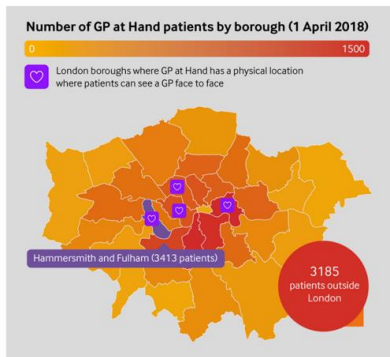 Number of GP at Hand patients by borough (1 April 2018)
0 1500
London boroughs where GP at Hand has a physical location
where patients can see a GP face to face
Hammersmith and Fulham (3413 patients)
3185
patients outside
London